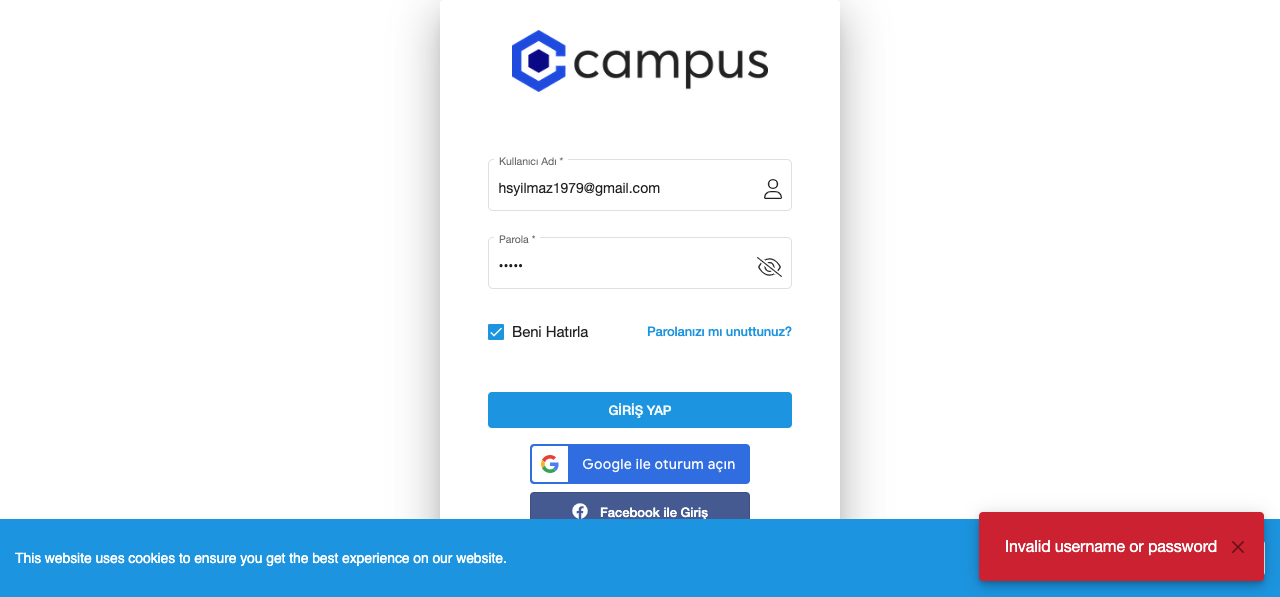 campus
Kullanıcı Adı *
hsyilmaz1979@gmail.com
Parola *
•••••
Beni Hatırla
Parolanızı mı unuttunuz?
GİRİŞ YAP
Google ile oturum açın
Facebook ile Giriş
This website uses cookies to ensure you get the best experience on our website.
Invalid username or password